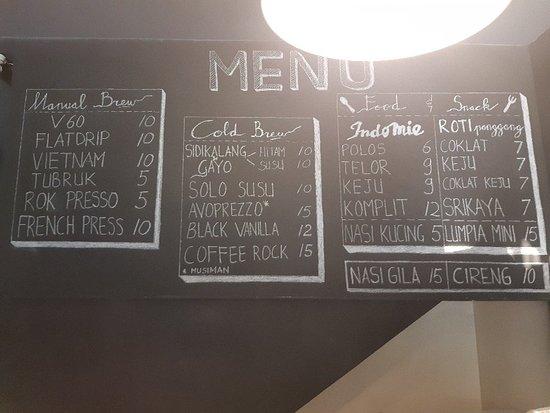 MENU
Manual Brew
V60 10
FLATDRIP 10
VIETNAM 10
TUBRUK 5
ROK PRESSO 5
FRENCH PRESS 10
Cold Brew
SIDIKALANG HITAM 10
GAYO SUSU 10
SOLO SUSU 10
AVOPREZZO* 15
BLACK VANILLA 12
COFFEE ROCK 15
* MUSIMAN
Food & Snack
Indomie
POLOS 6
TELOR 9
KEJU 9
KOMPLIT 12
NASI KUCING 5
ROTI panggang
COKLAT 7
KEJU 7
COKLAT KEJU 7
SRIKAYA 7
LUMPIA MINI 15
NASI GILA 15
CIRENG 10